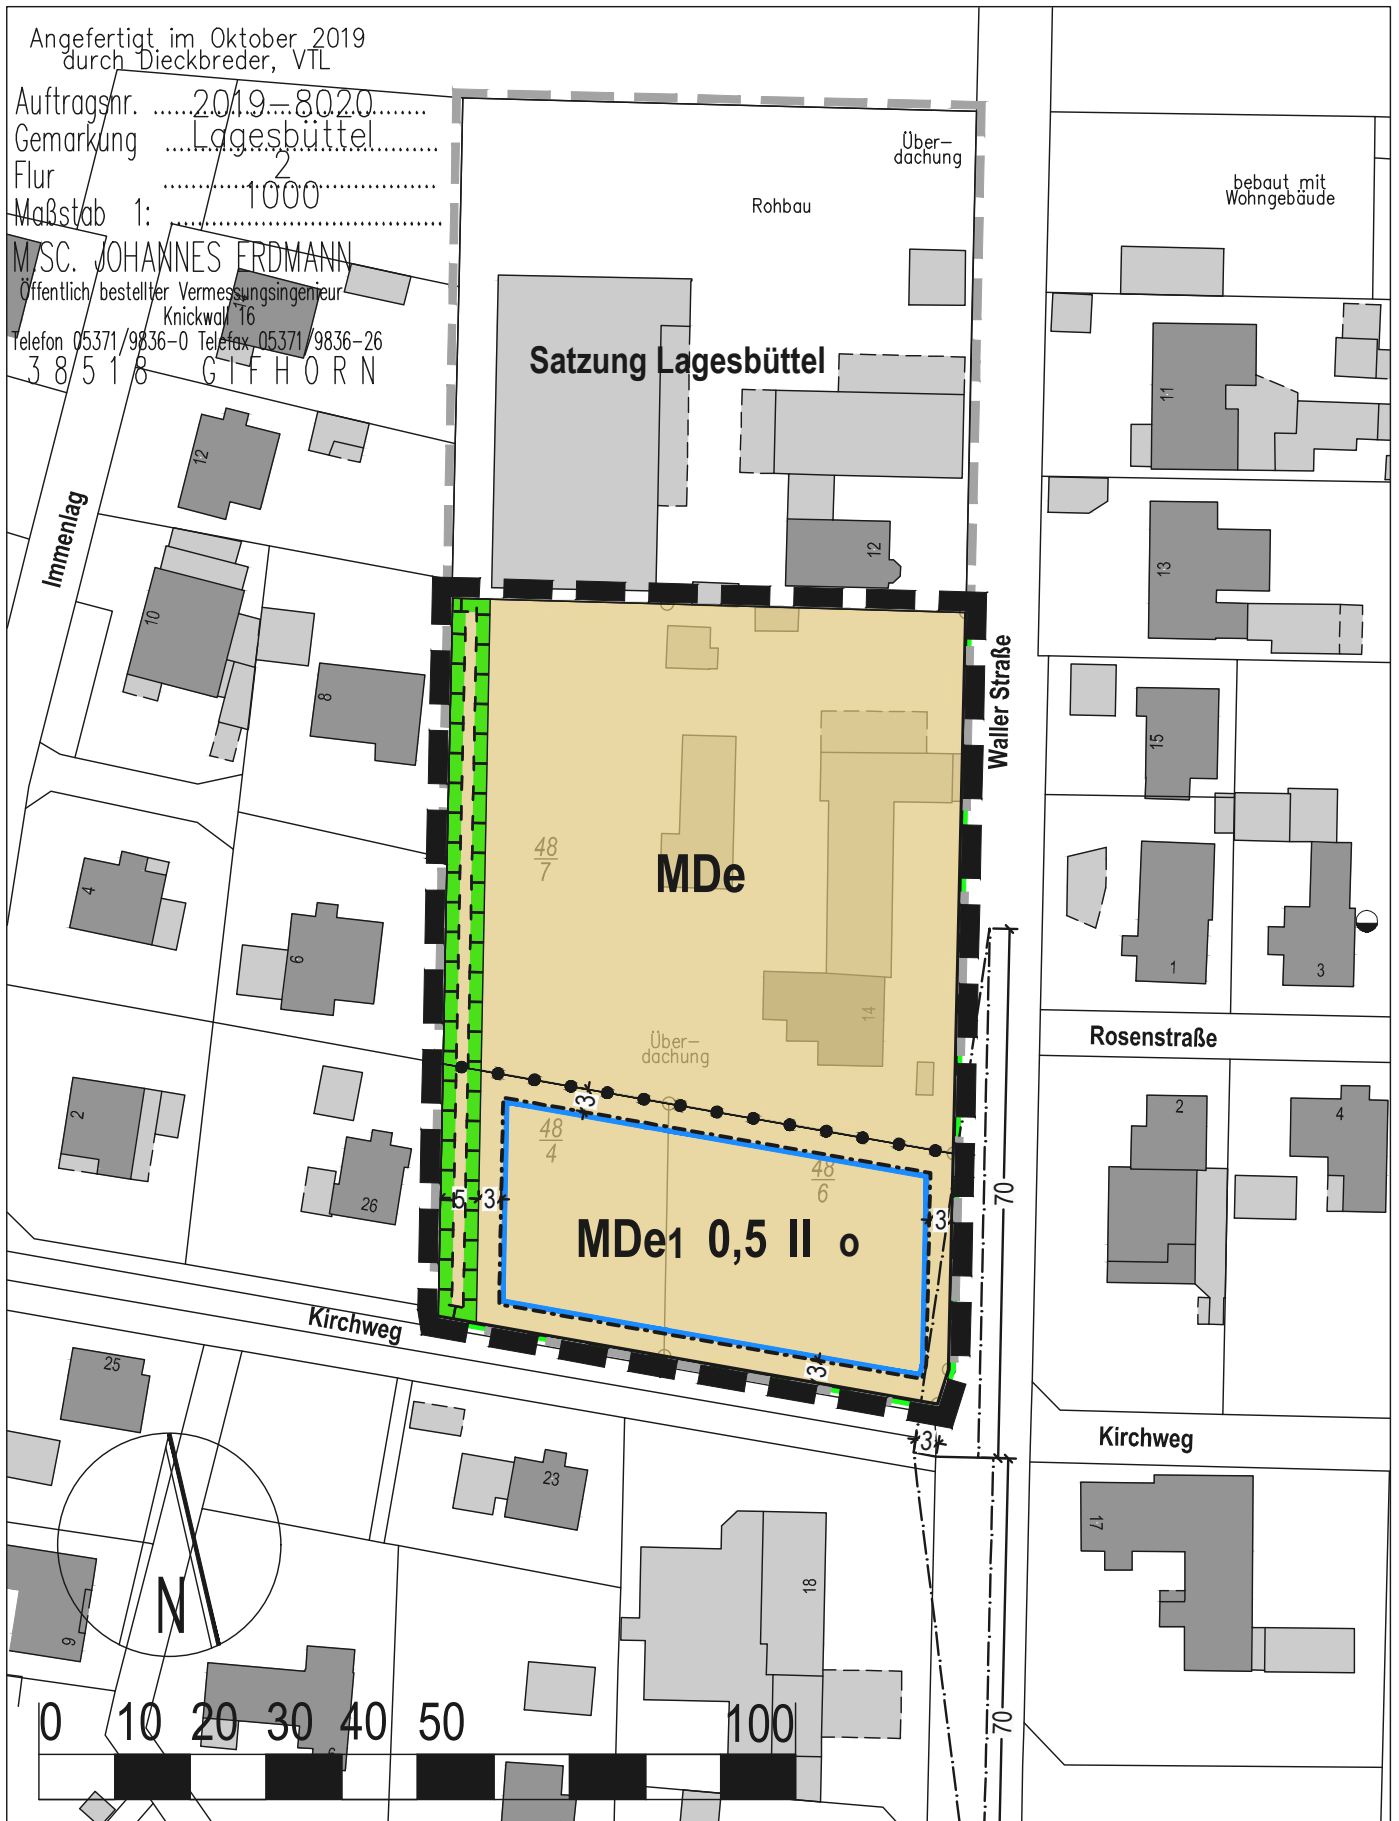 Angefertigt im Oktober 2019
durch Dieckbreder, VTL
Auftragsnr. 2019-8020
Gemarkung Lagesbüttel
Flur 2
Maßstab 1: 1000
M.SC. JOHANNES ERDMANN
Öffentlich bestellter Vermessungsingenieur
Knickwall 16
Telefon 05371/9836-0 Telefax 05371/9836-26
38518 GIFHORN
Über-
dachung
Rohbau
bebaut mit
Wohngebäude
14
Satzung Lagesbüttel
11
12
12
Immenlag
13
10
8
Waller Straße
15
4
48
7
MDe
6
1
3
14
Über-
dachung
Rosenstraße
2
3
48
4
48
6
2
4
26
5
3
3
70
MDe1 0,5 II o
Kirchweg
25
3
3
Kirchweg
23
17
N
18
9
70
6
0 10 20 30 40 50 100